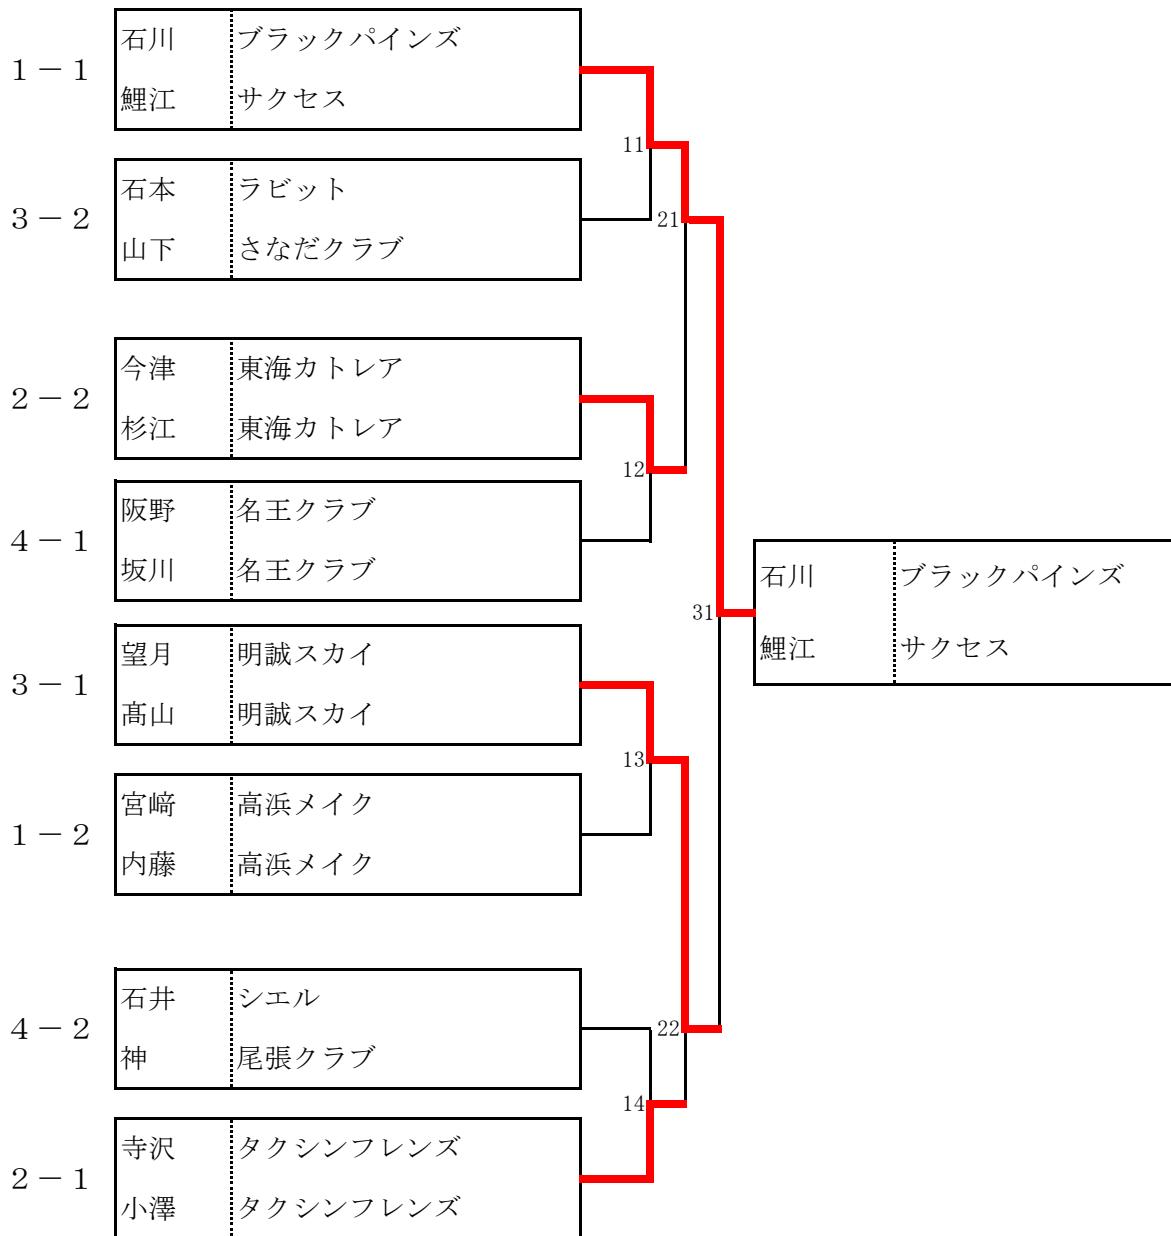 石川 ブラックパインズ
1－1
鯉江 サクセス
11
石本 ラビット
3－2
21
山下 さなだクラブ
今津 東海カトレア
2－2
杉江 東海カトレア
12
阪野 名王クラブ
4－1
坂川 名王クラブ
石川 ブラックパインズ
31
鯉江 サクセス
望月 明誠スカイ
3－1
髙山 明誠スカイ
13
宮﨑 高浜メイク
1－2
内藤 高浜メイク
石井 シエル
4－2
22
神 尾張クラブ
14
寺沢 タクシンフレンズ
2－1
小澤 タクシンフレンズ